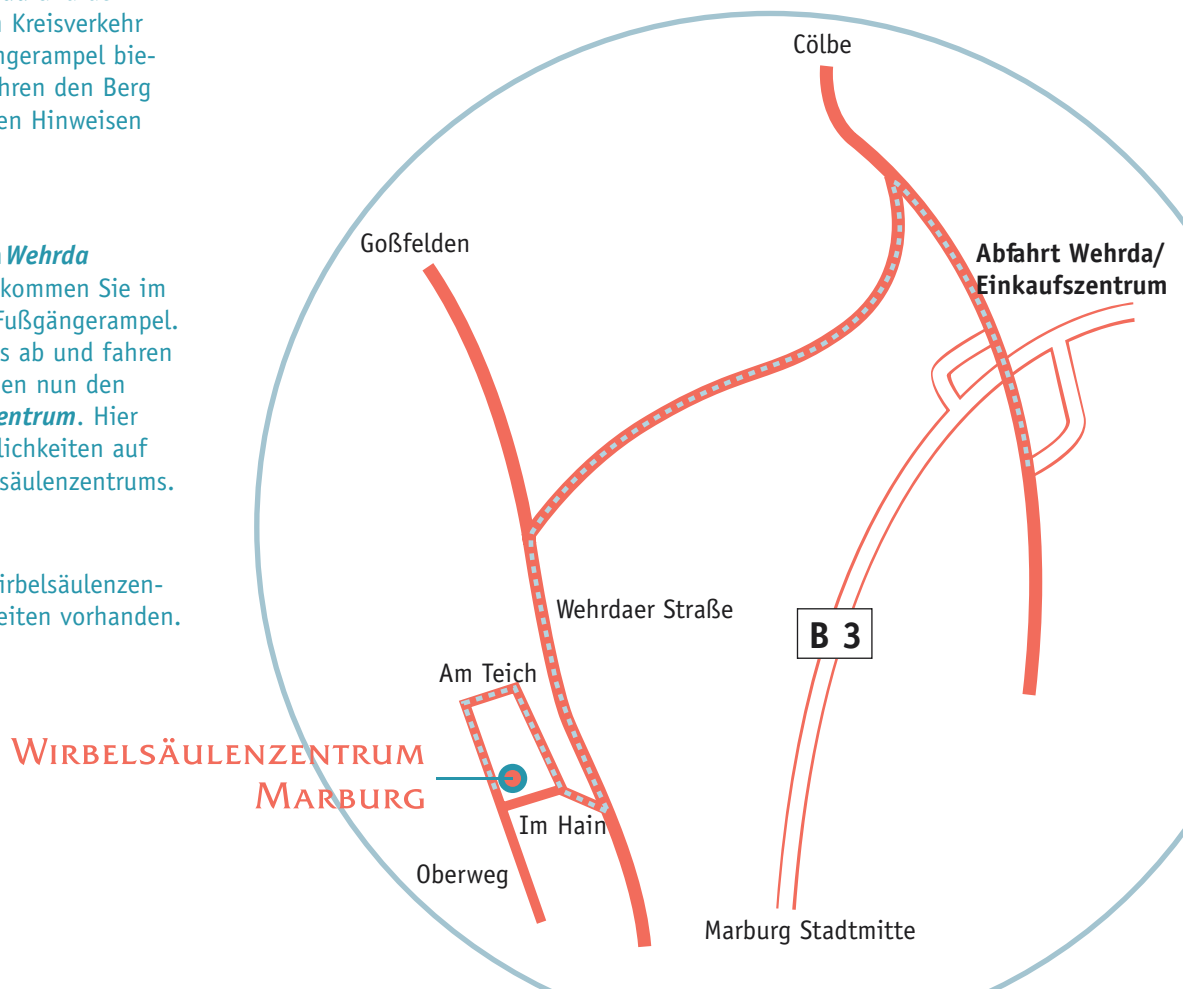 Kreisverkehr
ngerampel bie-
hren den Berg
en Hinweisen
Wehrda
kommen Sie im
Fußgängerampel.
s ab und fahren
en nun den
entrum. Hier
lichkeiten auf
säulenzentrums.
irbelsäulenzen-
eiten vorhanden.
Cölbe
Goßfelden
Abfahrt Wehrda/
Einkaufszentrum
Wehrdaer Straße
B 3
Am Teich
WIRBELSÄULENZENTRUM
MARBURG
Im Hain
Oberweg
Marburg Stadtmitte